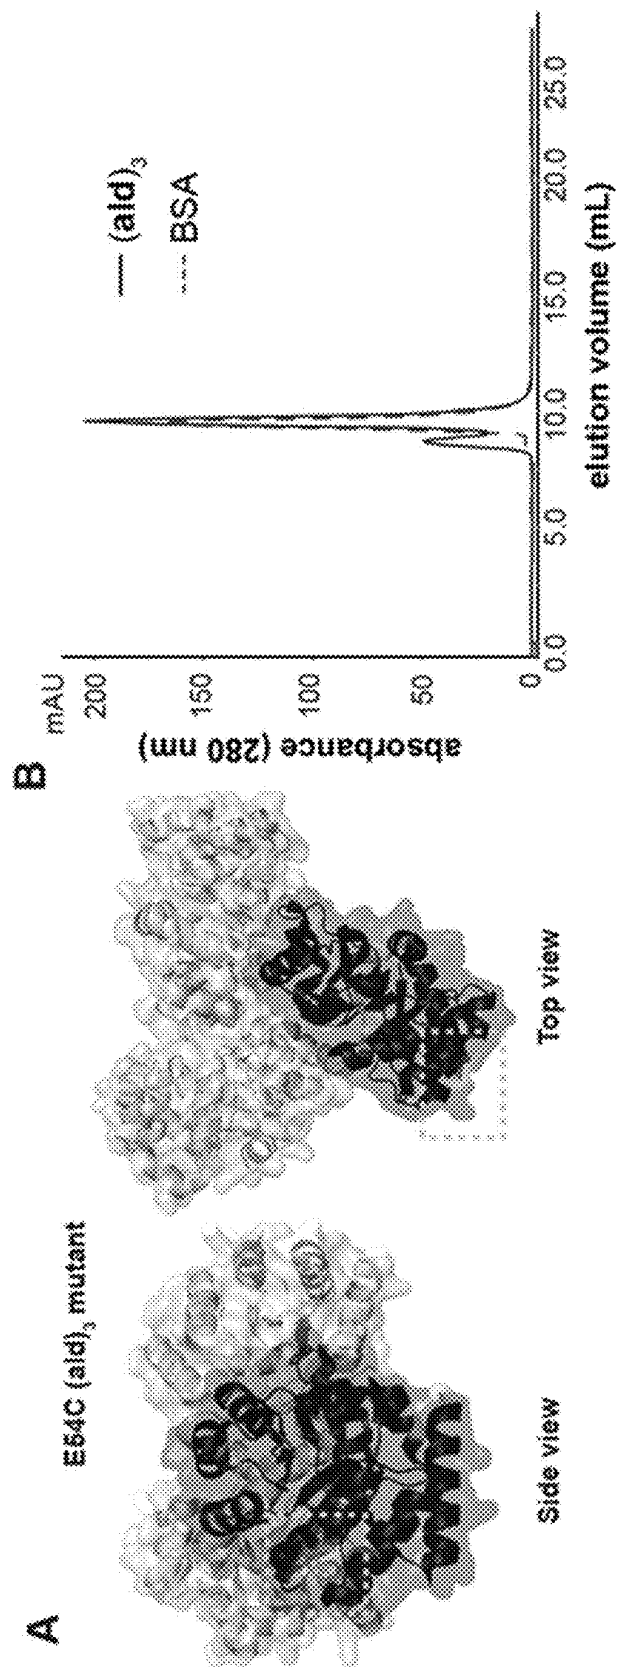 A
E54C (ald)3 mutant
Side view
Top view
B
mAU
200
150
100
50
0
absorbance (280 nm)
0.0
5.0
10.0
15.0
20.0
25.0
elution volume (mL)
(ald)3
BSA